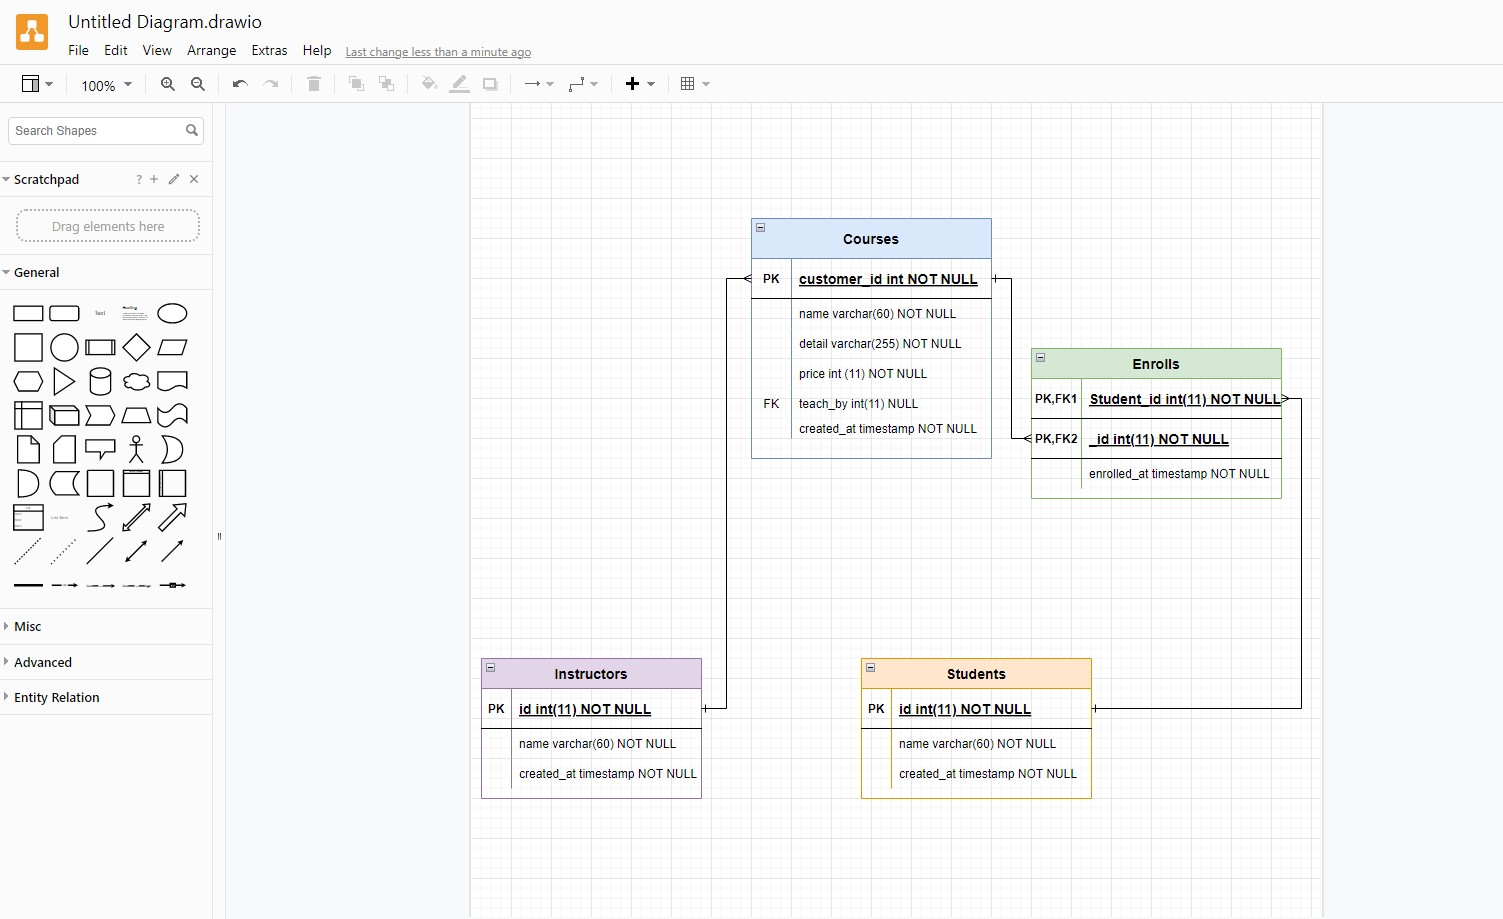 Untitled Diagram.drawio
File Edit View Arrange Extras Help Last change less than a minute ago
100%
Search Shapes
Scratchpad ?
Drag elements here
General
Text
Heading
Misc
Advanced
Entity Relation
Courses
PK customer_id int NOT NULL
name varchar(60) NOT NULL
detail varchar(255) NOT NULL
price int (11) NOT NULL
FK teach_by int(11) NULL
created_at timestamp NOT NULL
Enrolls
PK,FK1 Student_id int(11) NOT NULL
PK,FK2 _id int(11) NOT NULL
enrolled_at timestamp NOT NULL
Instructors
PK id int(11) NOT NULL
name varchar(60) NOT NULL
created_at timestamp NOT NULL
Students
PK id int(11) NOT NULL
name varchar(60) NOT NULL
created_at timestamp NOT NULL